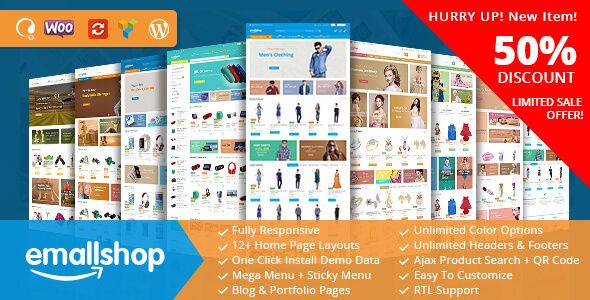 WOO
HURRY UP! New Item!
50%
DISCOUNT
LIMITED SALE
OFFER!
emallshop
Men's Clothing
emallshop
Fully Responsive
12+ Home Page Layouts
One Click Install Demo Data
Mega Menu + Sticky Menu
Blog & Portfolio Pages
Unlimited Color Options
Unlimited Headers & Footers
Ajax Product Search + QR Code
Easy To Customize
RTL Support